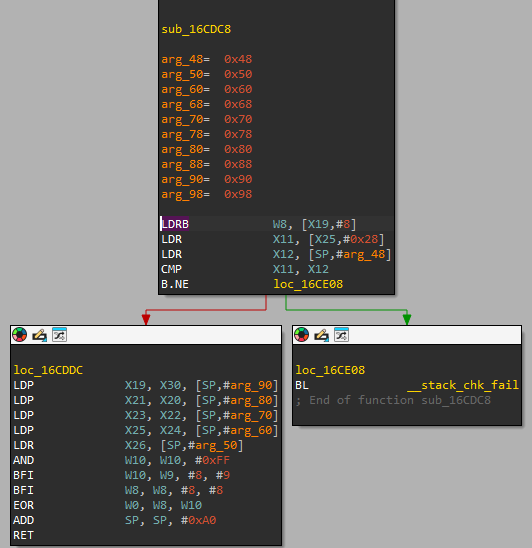 sub_16CDC8
arg_48= 0x48
arg_50= 0x50
arg_60= 0x60
arg_68= 0x68
arg_70= 0x70
arg_78= 0x78
arg_80= 0x80
arg_88= 0x88
arg_90= 0x90
arg_98= 0x98
LDRB W8, [X19,#8]
LDR X11, [X25,#0x28]
LDR X12, [SP,#arg_48]
CMP X11, X12
B.NE loc_16CE08
loc_16CDDC
LDP X19, X30, [SP,#arg_90]
LDP X21, X20, [SP,#arg_80]
LDP X23, X22, [SP,#arg_70]
LDP X25, X24, [SP,#arg_60]
LDR X26, [SP,#arg_50]
AND W10, W10, #0xFF
BFI W10, W9, #8, #9
BFI W8, W8, #8, #8
EOR W0, W8, W10
ADD SP, SP, #0xA0
RET
loc_16CE08
BL __stack_chk_fail
; End of function sub_16CDC8